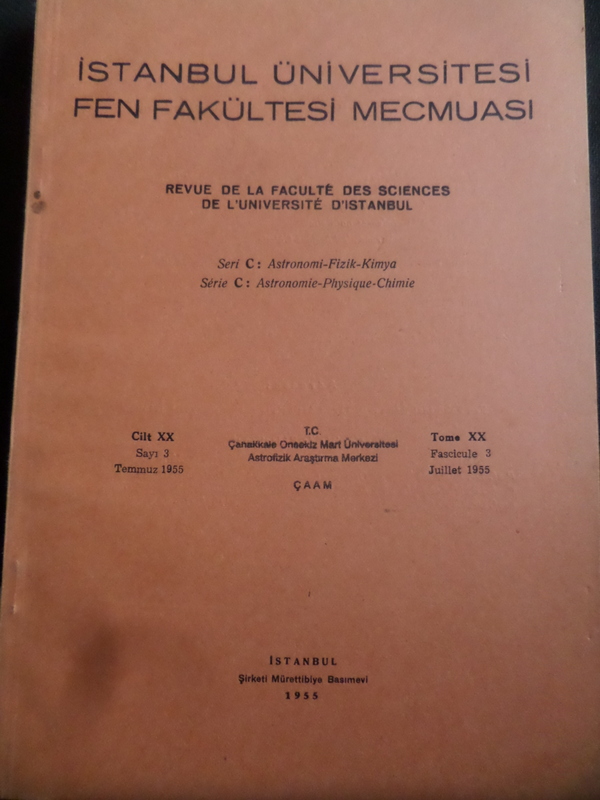 İSTANBUL ÜNİVERSİTESİ
FEN FAKÜLTESİ MECMUASI
REVUE DE LA FACULTÉ DES SCIENCES
DE L'UNIVERSITÉ D'ISTANBUL
Seri C: Astronomi-Fizik-Kimya
Série C: Astronomie-Physique-Chimie
Cilt XX
Sayı 3
Temmuz 1955
T.C.
Çanakkale Onsekiz Mart Üniversitesi
Astrofizik Araştırma Merkezi
ÇAAM
Tome XX
Fascicule 3
Juillet 1955
İSTANBUL
Şirketi Mürettibiye Basımevi
1955